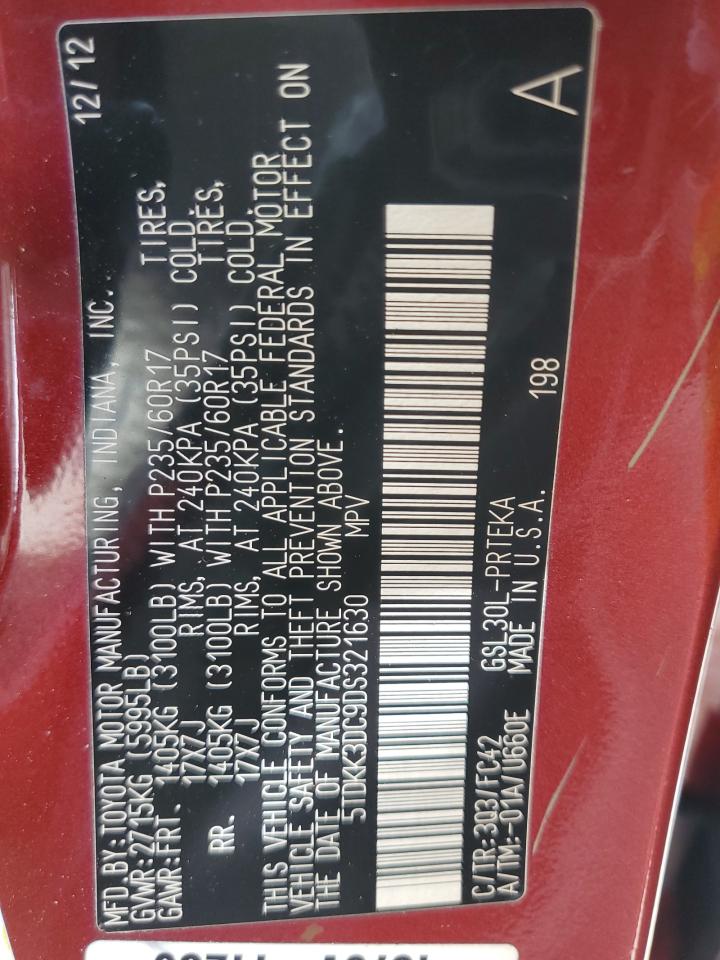 12/12
MFD.BY:TOYOTA MOTOR MANUFACTURING, INDIANA, INC.
GVWR:2715KG (5995LB)
GAWR:FRT. 1405KG (3100LB) WITH P235/60R17 TIRES,
17X7J RIMS, AT 240KPA (35PSI) COLD
RR. 1405KG (3100LB) WITH P235/60R17 TIRES,
17X7J RIMS, AT 240KPA (35PSI) COLD
THIS VEHICLE CONFORMS TO ALL APPLICABLE FEDERAL MOTOR
VEHICLE SAFETY AND THEFT PREVENTION STANDARDS IN EFFECT ON
THE DATE OF MANUFACTURE SHOWN ABOVE.
5TDKK3DC9DS321630 MPV
C/TR:3Q3/FC42 GSL30L-PRTEKA 198
A/TM:-01A/U660E MADE IN U.S.A.
A